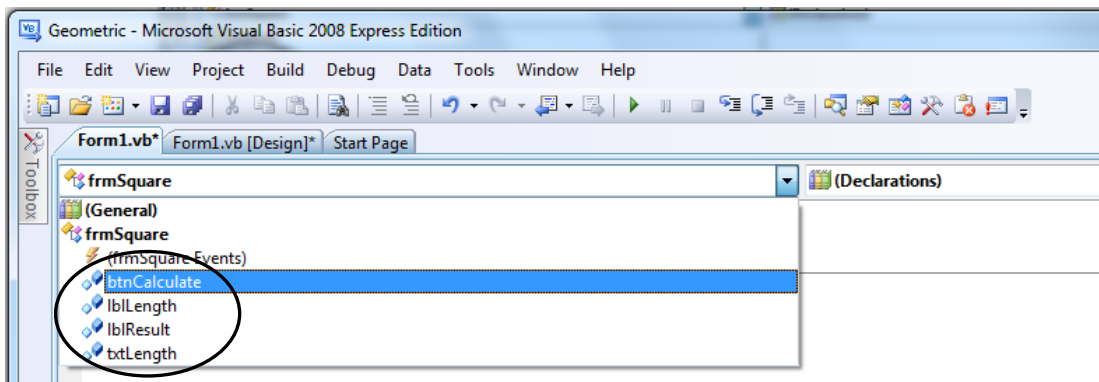 Geometric - Microsoft Visual Basic 2008 Express Edition
File Edit View Project Build Debug Data Tools Window Help
Form1.vb* Form1.vb [Design]* Start Page
Toolbox
frmSquare (Declarations)
(General)
frmSquare
(frmSquare Events)
btnCalculate
lblLength
lblResult
txtLength